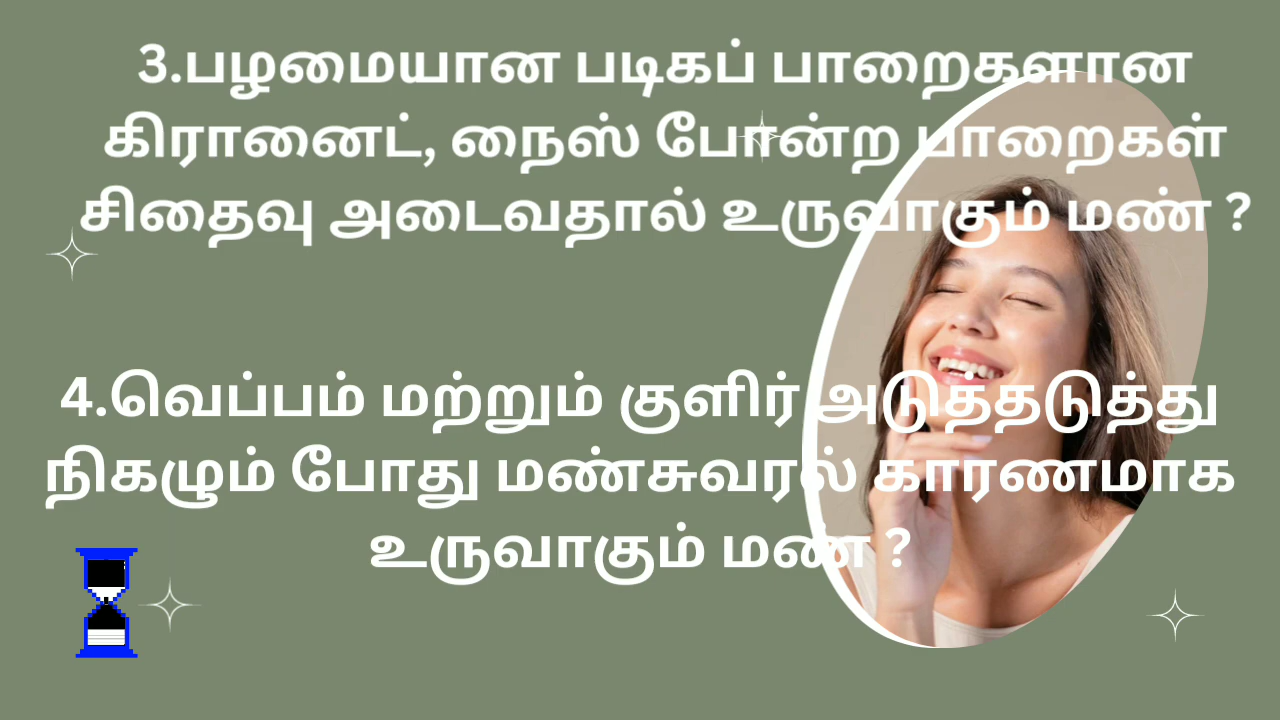 3.பழமையான படிகப் பாறைகளான
கிரானைட், நைஸ் போன்ற பாறைகள்
சிதைவு அடைவதால் உருவாகும் மண் ?
4.வெப்பம் மற்றும் குளிர் அடுத்தடுத்து
நிகழும் போது மண்சுவரல் காரணமாக
உருவாகும் மண் ?